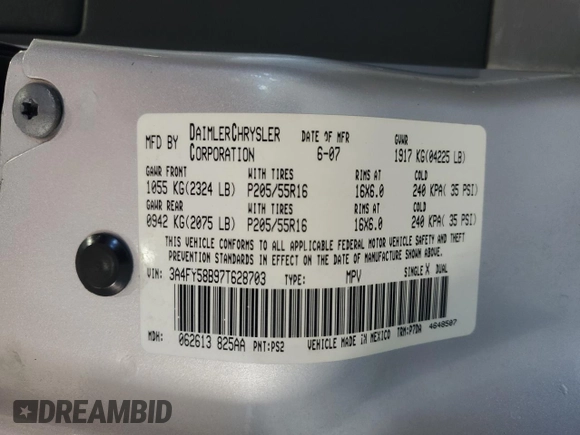 MFD BY DAIMLERCHRYSLER CORPORATION DATE OF MFR 6-07 GVWR 1917 KG(04225 LB)
GAWR FRONT WITH TIRES RIMS AT COLD
1055 KG(2324 LB) P205/55R16 16X6.0 240 KPA( 35 PSI)
GAWR REAR WITH TIRES RIMS AT COLD
0942 KG(2075 LB) P205/55R16 16X6.0 240 KPA( 35 PSI)
THIS VEHICLE CONFORMS TO ALL APPLICABLE FEDERAL MOTOR VEHICLE SAFETY AND THEFT
PREVENTION STANDARDS IN EFFECT ON THE DATE OF MANUFACTURE SHOWN ABOVE.
VIN: 3A4FY58B97T628703 TYPE: MPV SINGLE X DUAL
MDH: 062613 825AA PNT:PS2 VEHICLE MADE IN MEXICO TRM:P7DA 4648507
DREAMBID